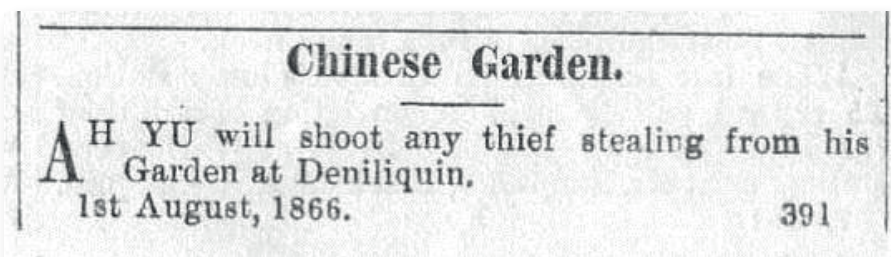 Chinese Garden.
AH YU will shoot any thief stealing from his
Garden at Deniliquin.
1st August, 1866. 391